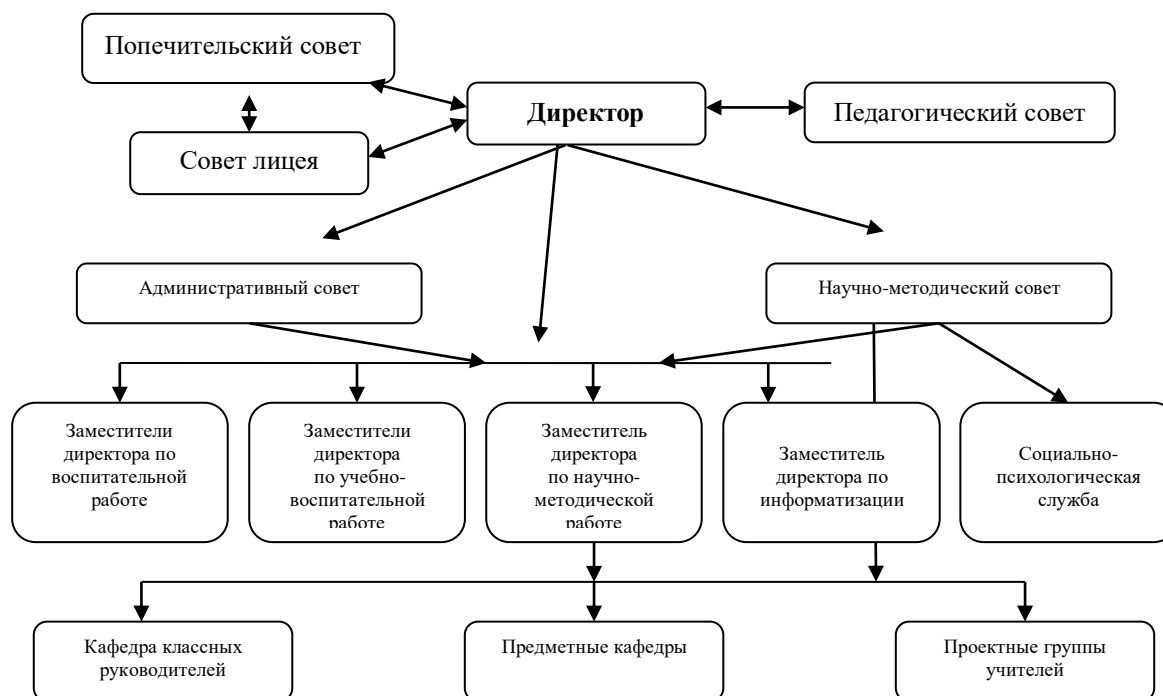 Попечительский совет
Директор
Педагогический совет
Совет лицея
Административный совет
Научно-методический совет
Заместители
директора по
воспитательной
работе
Заместители
директора
по учебно-
воспитательной
работе
Заместитель
директора
по научно-
методической
работе
Заместитель
директора по
информатизации
Социально-
психологическая
служба
Кафедра классных
руководителей
Предметные кафедры
Проектные группы
учителей